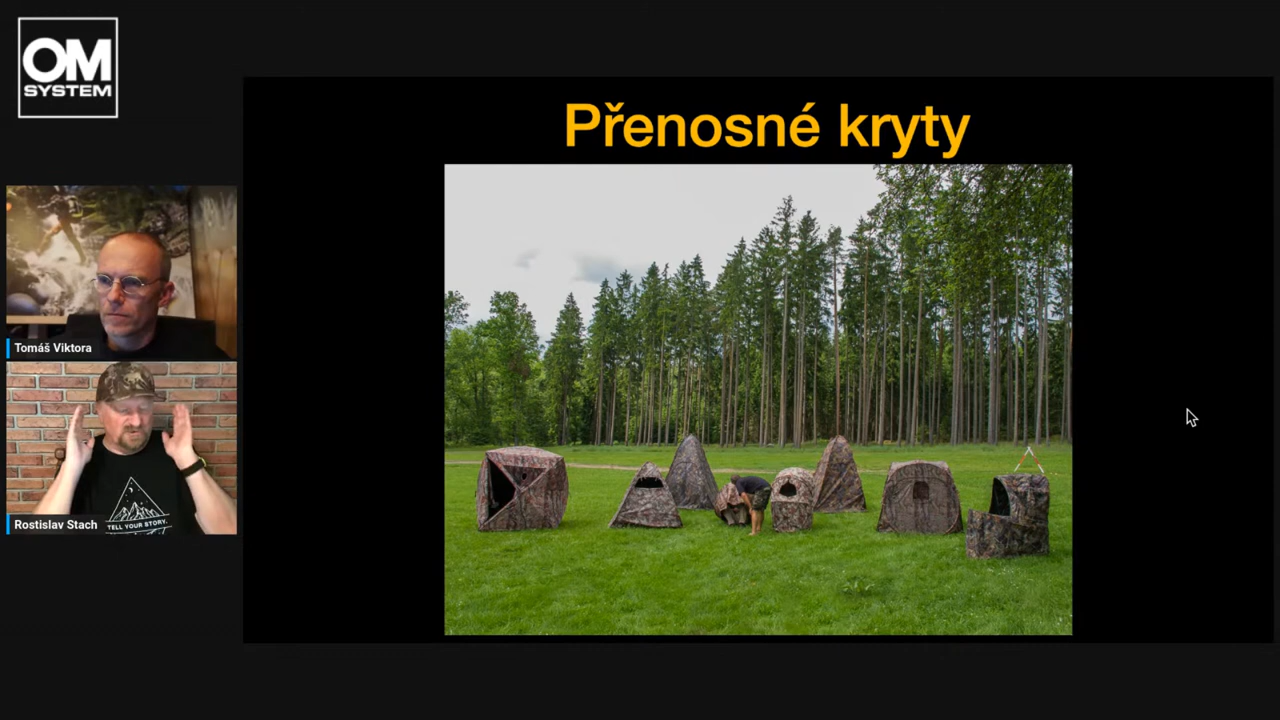 OM
SYSTEM
Přenosné kryty
Tomáš Viktora
Rostislav Stach
TELL YOUR STORY.